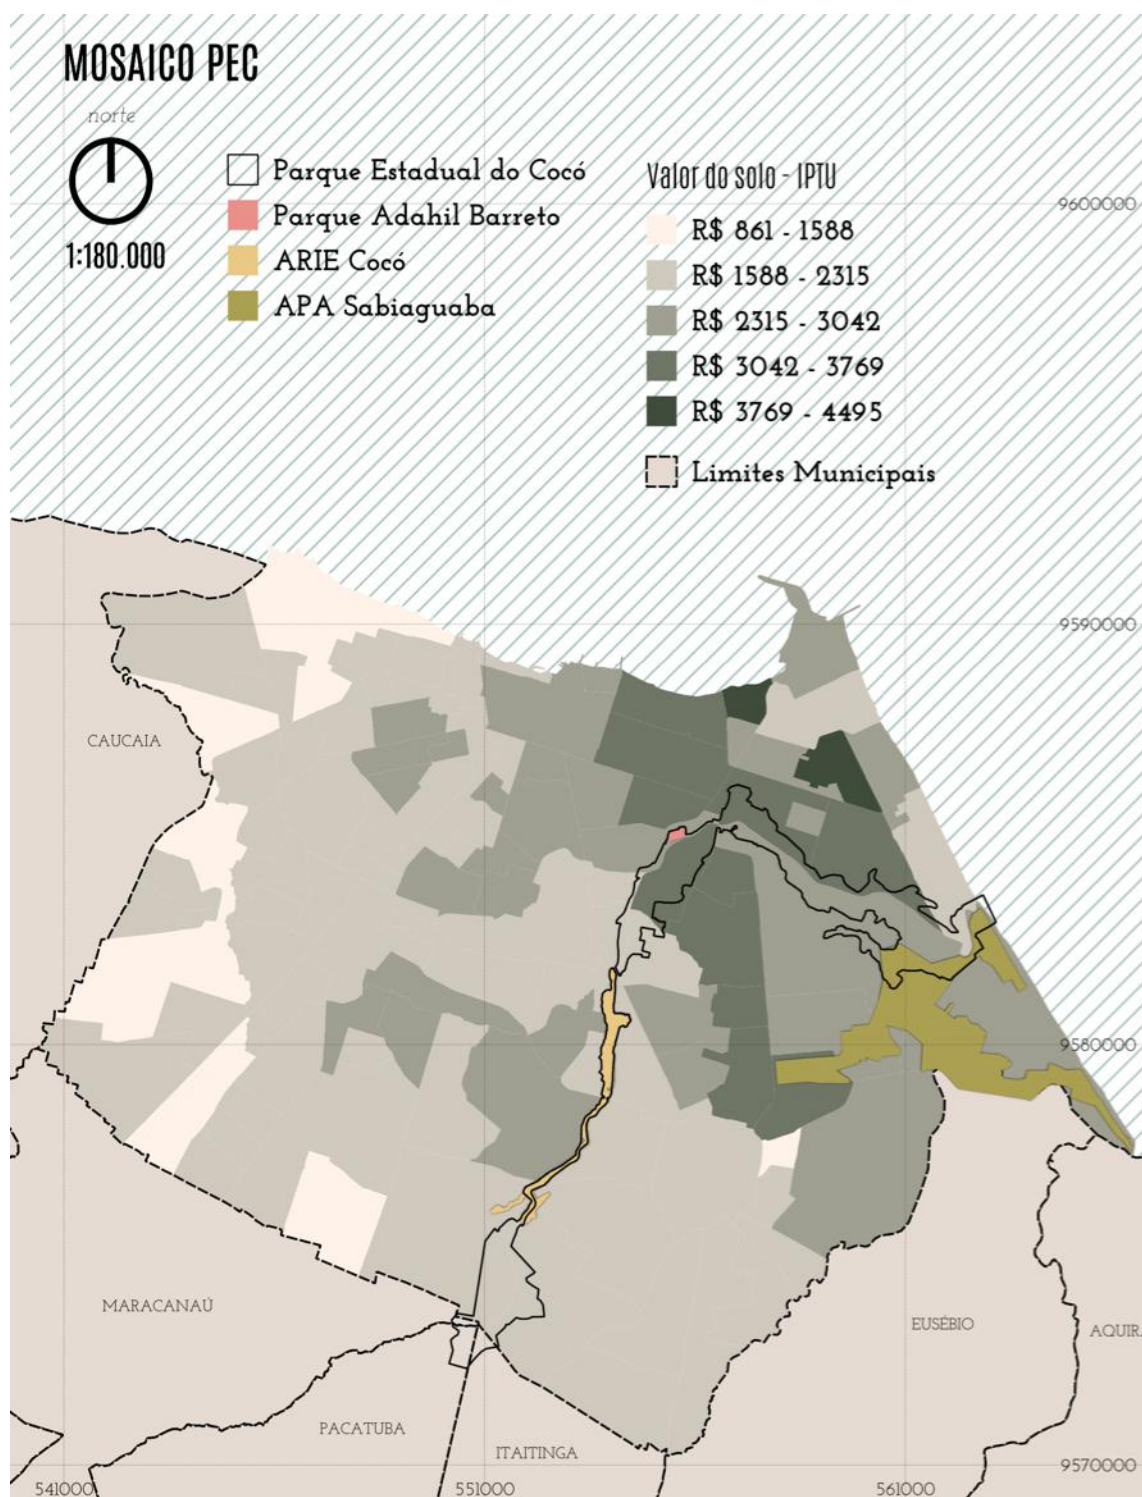 MOSAICO PEC
norte
1:180.000
Parque Estadual do Cocó
Parque Adahil Barreto
ARIE Cocó
APA Sabiaguaba
Valor do solo - IPTU
R$ 861 - 1588
R$ 1588 - 2315
R$ 2315 - 3042
R$ 3042 - 3769
R$ 3769 - 4495
Limites Municipais
9600000
9590000
CAUCAIA
9580000
MARACANAÚ
EUSÉBIO
AQUIR
PACATUBA
ITAITINGA
9570000
541000
551000
561000